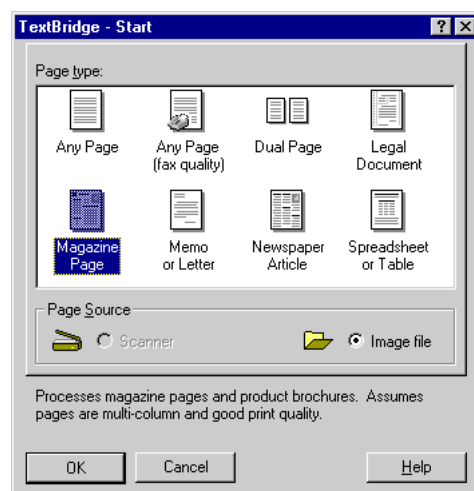 TextBridge - Start
Page type:
Any Page
Any Page
(fax quality)
Dual Page
Legal
Document
Magazine
Page
Memo
or Letter
Newspaper
Article
Spreadsheet
or Table
Page Source
Scanner
Image file
Processes magazine pages and product brochures. Assumes
pages are multi-column and good print quality.
OK
Cancel
Help